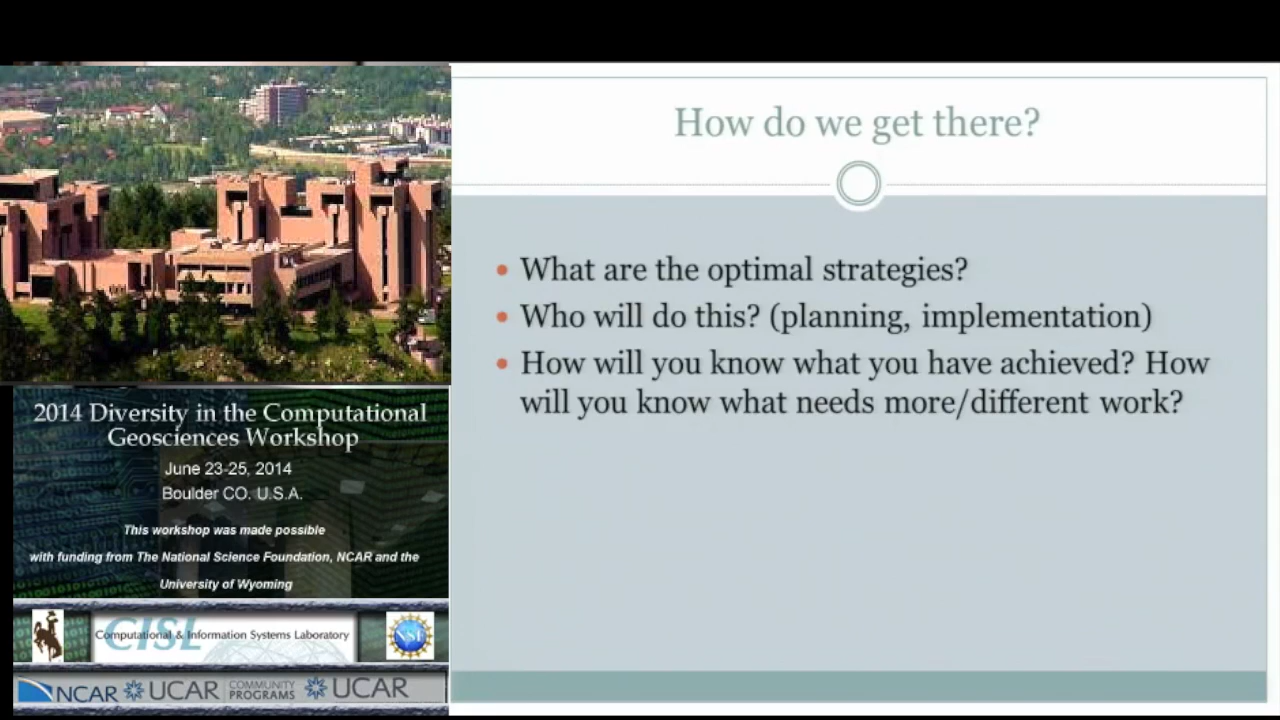 How do we get there?
• What are the optimal strategies?
• Who will do this? (planning, implementation)
• How will you know what you have achieved? How
will you know what needs more/different work?
2014 Diversity in the Computational
Geosciences Workshop
June 23-25, 2014
Boulder CO. U.S.A.
This workshop was made possible
with funding from The National Science Foundation, NCAR and the
University of Wyoming
CISL
Computational & Information Systems Laboratory
NSF
NCAR UCAR COMMUNITY PROGRAMS UCAR